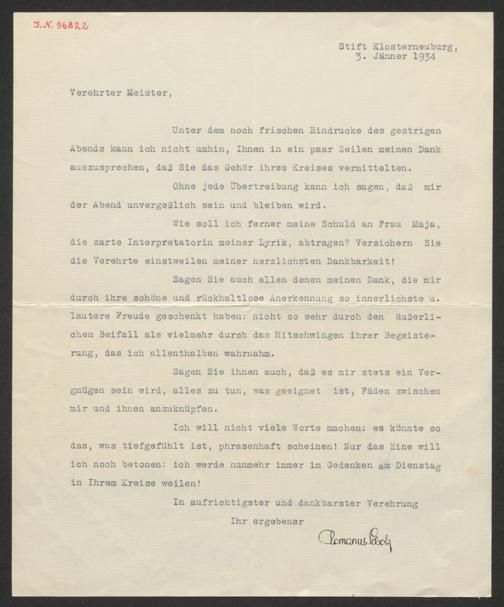 I.N. 96822
Stift Klosterneuburg,
3. Jänner 1934
Verehrter Meister,
Unter dem noch frischen Eindrucke des gestrigen
Abends kann ich nicht umhin, Ihnen in ein paar Zeilen meinen Dank
auszusprechen, daß Sie das Gehör ihres Kreises vermittelten.
Ohne jede Übertreibung kann ich sagen, daß mir
der Abend unvergeßlich sein und bleiben wird.
Wie soll ich ferner meine Schuld an Frau Maja,
die zarte Interpretatorin meiner Lyrik, abtragen? Versichern Sie
die Verehrte einstweilen meiner herzlichsten Dankbarkeit!
Sagen Sie auch allen denen meinen Dank, die mir
durch ihre schöne und rückhaltlose Anerkennung so innerlichste u.
lautere Freude geschenkt haben: nicht so sehr durch den äußerli-
chen Beifall als vielmehr durch das Mitschwingen ihrer Begeiste-
rung, das ich allenthalben wahrnahm.
Sagen Sie ihnen auch, daß es mir stets ein Ver-
gnügen sein wird, alles zu tun, was geeignet ist, Fäden zwischen
mir und ihnen anzuknüpfen.
Ich will nicht viele Worte machen: es könnte so
das, was tiefgefühlt ist, phrasenhaft scheinen! Nur das Eine will
ich noch betonen: ich werde nunmehr immer im Gedenken am Dienstag
in Ihrem Kreise weilen!
In aufrichtigster und dankbarster Verehrung
Ihr ergebener
Romanus Scholz